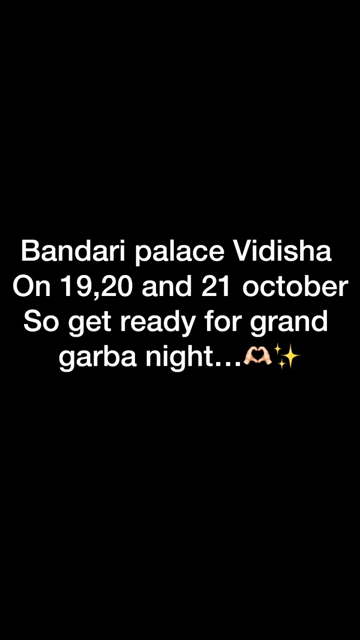 Bandari palace Vidisha
On 19,20 and 21 october
So get ready for grand
garba night...🫶🏻✨